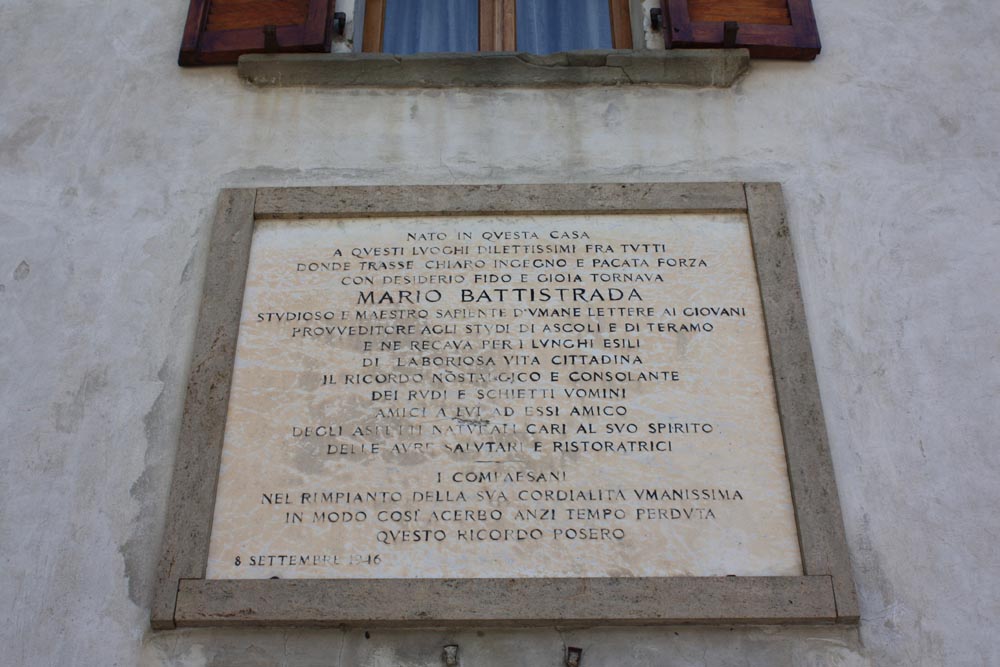 NATO IN QVESTA CASA
A QVESTI LVOGHI DILETTISSIMI FRA TVTTI
DONDE TRASSE CHIARO INGEGNO E PACATA FORZA
CON DESIDERIO FIDO E GIOIA TORNAVA
MARIO BATTISTRADA
STVDIOSO E MAESTRO SAPIENTE D'VMANE LETTERE AI GIOVANI
PROVVEDITORE AGLI STVDI DI ASCOLI E DI TERAMO
E NE RECAVA PER I LVNGHI ESILI
DI LABORIOSA VITA CITTADINA
IL RICORDO NOSTALGICO E CONSOLANTE
DEI RVDI E SCHIETTI VOMINI
AMICI A LVI AD ESSI AMICO
DEGLI ASPETTI NATVRALI CARI AL SVO SPIRITO
DELLE AVRE SALVTARI E RISTORATRICI
I COMPAESANI
NEL RIMPIANTO DELLA SVA CORDIALITA VMANISSIMA
IN MODO COSÌ ACERBO ANZI TEMPO PERDVTA
QVESTO RICORDO POSERO
8 SETTEMBRE 1946